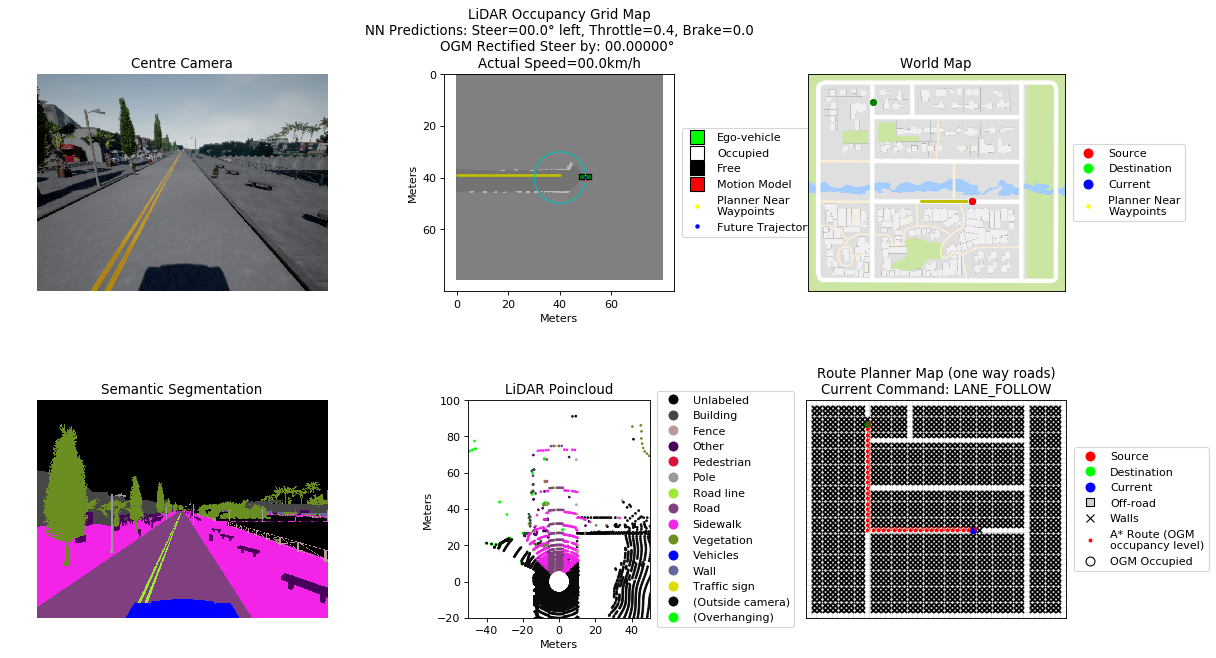 LiDAR Occupancy Grid Map
NN Predictions: Steer=00.0° left, Throttle=0.4, Brake=0.0
OGM Rectified Steer by: 00.00000°
Actual Speed=00.0km/h
Centre Camera
World Map
0
20
40
60
Meters
0
20
40
60
Meters
Ego-vehicle
Occupied
Free
Motion Model
Planner Near
Waypoints
Future Trajector
Source
Destination
Current
Planner Near
Waypoints
Semantic Segmentation
LiDAR Poincloud
100
80
60
40
20
0
−20
Meters
−40
−20
0
20
40
Meters
Unlabeled
Building
Fence
Other
Pedestrian
Pole
Road line
Road
Sidewalk
Vegetation
Vehicles
Wall
Traffic sign
(Outside camera)
(Overhanging)
Route Planner Map (one way roads)
Current Command: LANE_FOLLOW
Source
Destination
Current
Off-road
Walls
A* Route (OGM
occupancy level)
OGM Occupied